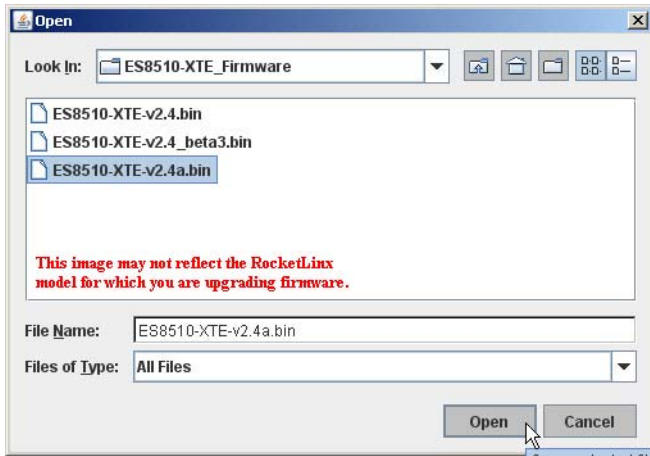 Open
Look In: ES8510-XTE_Firmware
ES8510-XTE-v2.4.bin
ES8510-XTE-v2.4_beta3.bin
ES8510-XTE-v2.4a.bin
This image may not reflect the RocketLinx
model for which you are upgrading firmware.
File Name: ES8510-XTE-v2.4a.bin
Files of Type: All Files
Open Cancel